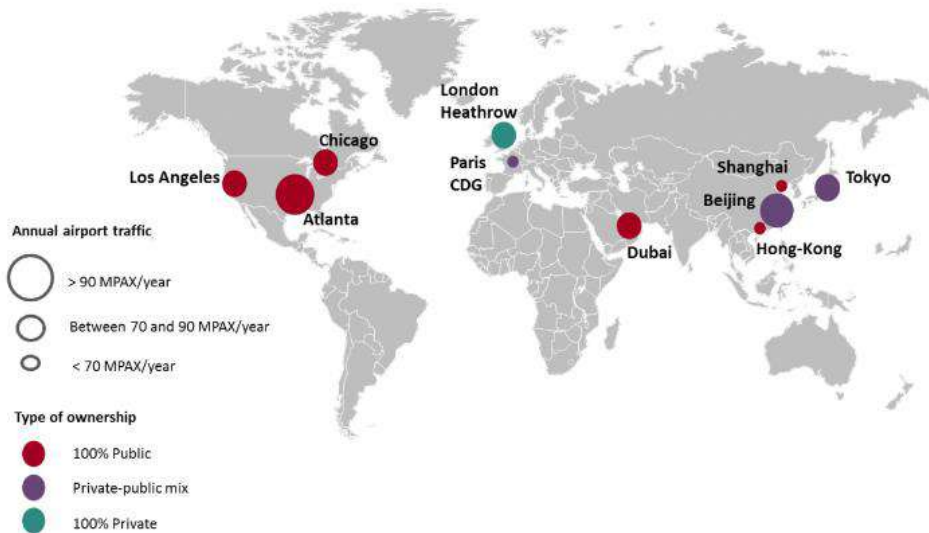 London
Heathrow
Chicago
Los Angeles
Atlanta
Paris
CDG
Shanghai
Tokyo
Beijing
Dubai
Hong-Kong
Annual airport traffic
> 90 MPAX/year
Between 70 and 90 MPAX/year
< 70 MPAX/year
Type of ownership
100% Public
Private-public mix
100% Private